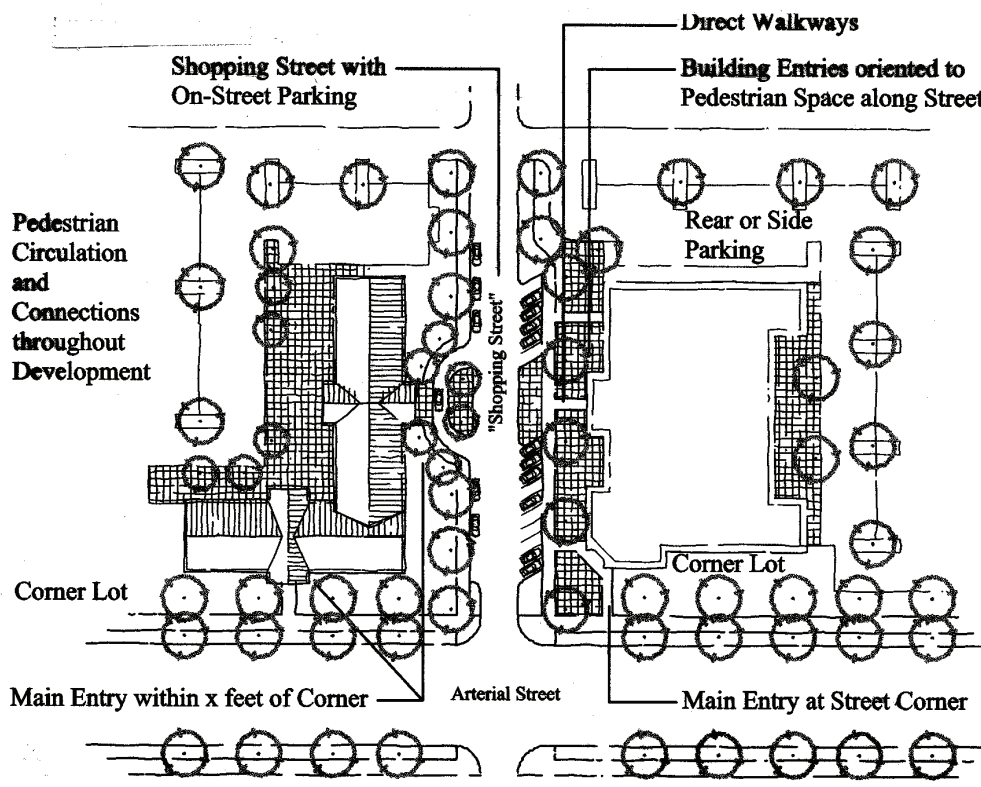 Direct Walkways
Shopping Street with
On-Street Parking
Building Entries oriented to
Pedestrian Space along Street
Pedestrian
Circulation
and
Connections
throughout
Development
Rear or Side
Parking
"Shopping Street"
Corner Lot
Corner Lot
Main Entry within x feet of Corner
Arterial Street
Main Entry at Street Corner